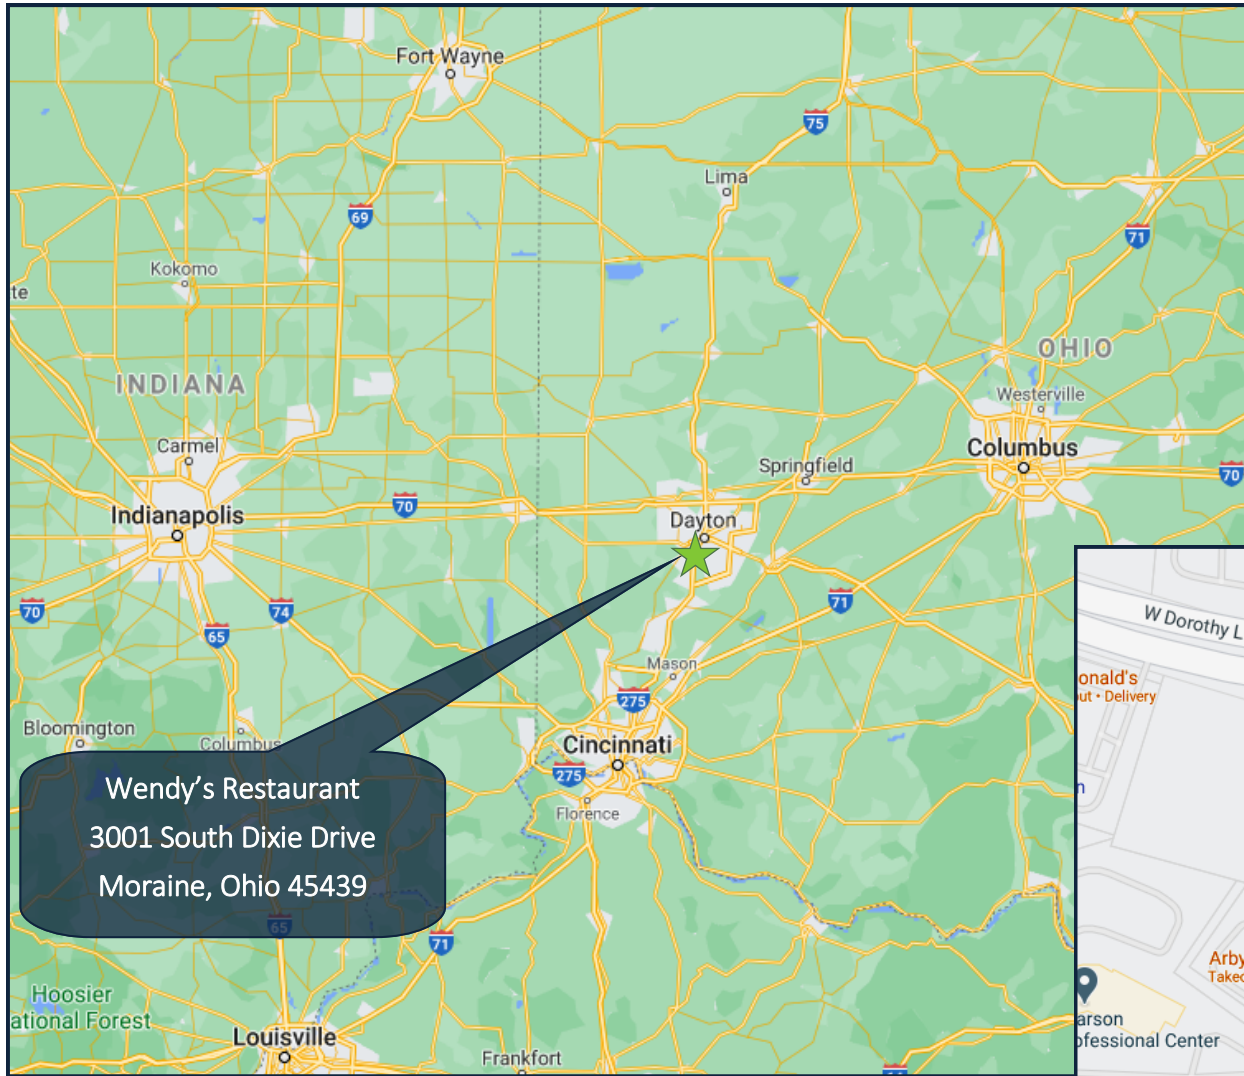 Fort Wayne
75
Lima
69
71
Kokomo
te
OHIO
INDIANA
Westerville
Carmel
Columbus
Springfield
70
70
Indianapolis
Dayton
70
74
71
65
W Dorothy L
Mason
onald's
ut • Delivery
275
Bloomington
Columbus
Cincinnati
275
n
Florence
Wendy's Restaurant
3001 South Dixie Drive
Moraine, Ohio 45439
65
71
Arby
Takeo
Hoosier
ational Forest
arson
ofessional Center
Louisville
Frankfort